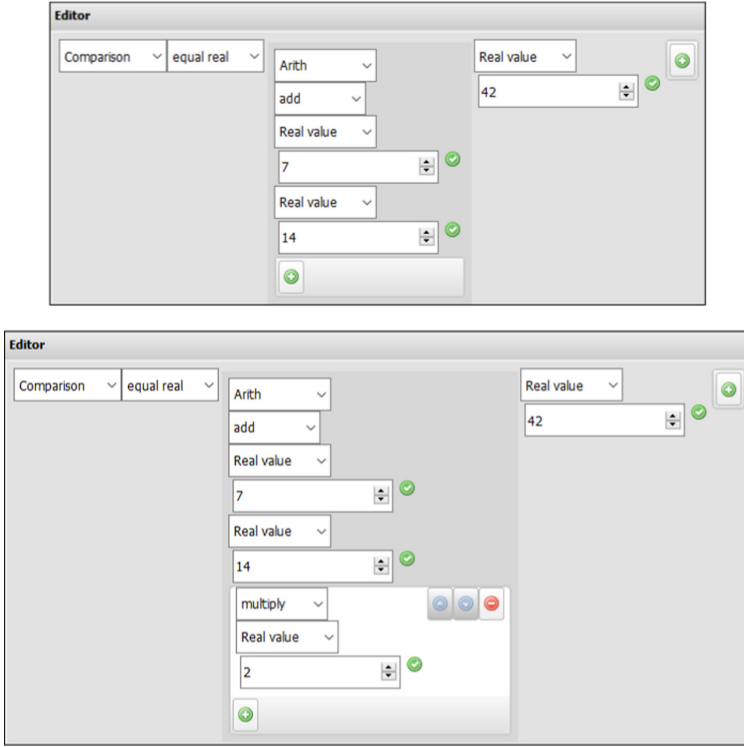 Editor
Comparison equal real Arith Real value
add 42
Real value
7
Real value
14
Editor
Comparison equal real Arith Real value
add 42
Real value
7
Real value
14
multiply
Real value
2